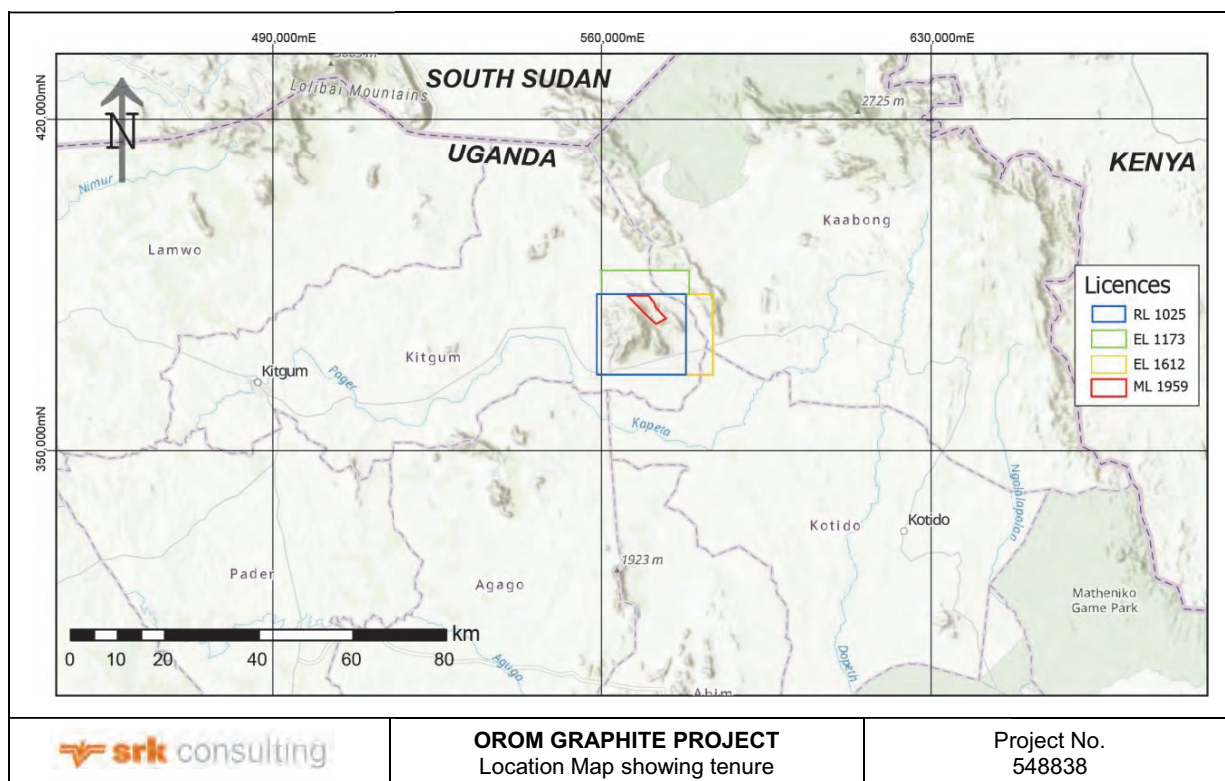 490,000mE 560,000mE 630,000mE
SOUTH SUDAN
Lolibai Mountains
2725 m
420,000mN
N
UGANDA
KENYA
Nimur
Lamwo
Kaabong
Licences
RL 1025
EL 1173
EL 1612
ML 1959
Kitgum
Kitgum
Pager
Kapeta
350,000mN
Ngolalapolon
Kotido
Kotido
1923 m
Pader
Agago
Matheniko
Game Park
km
0 10 20 40 60 80
Aguga
Dopeth
Abim
srk consulting
OROM GRAPHITE PROJECT
Location Map showing tenure
Project No.
548838